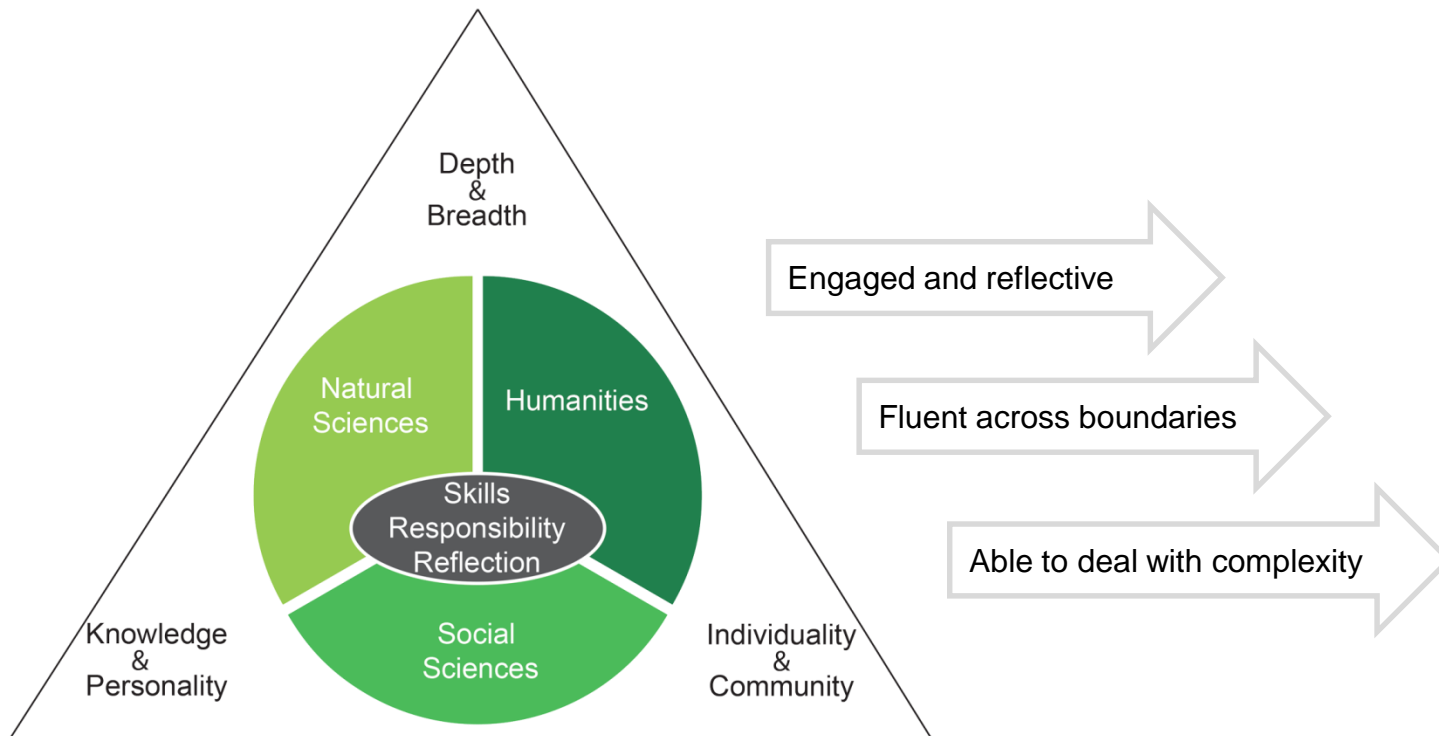 Depth
&
Breadth
Natural
Sciences
Humanities
Skills
Responsibility
Reflection
Social
Sciences
Knowledge
&
Personality
Individuality
&
Community
Engaged and reflective
Fluent across boundaries
Able to deal with complexity